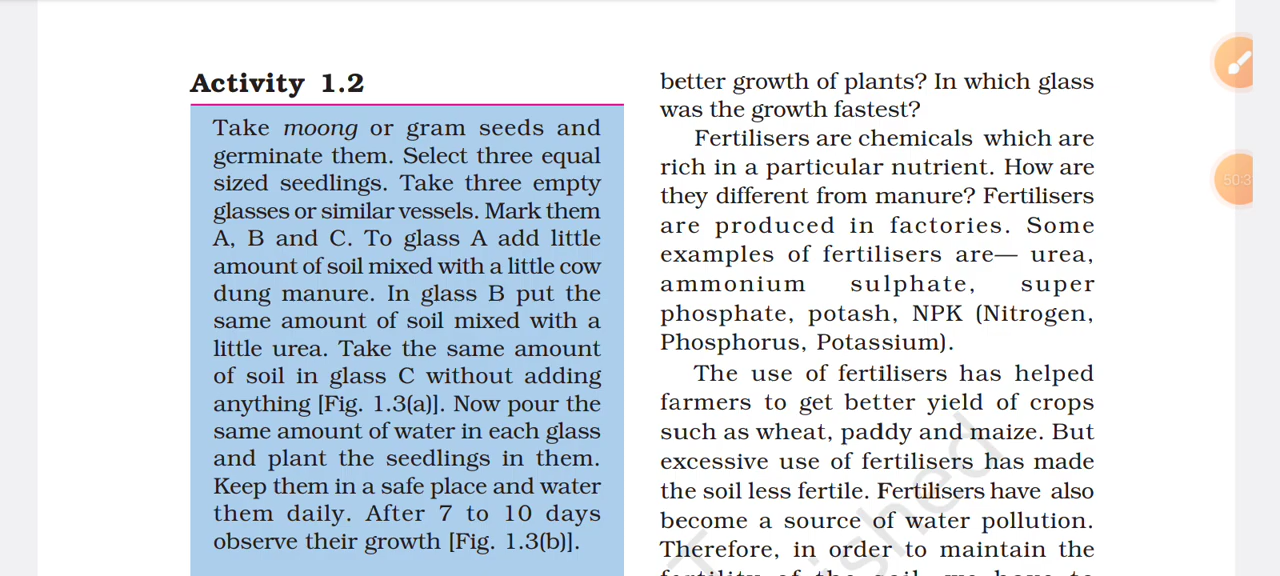 Activity 1.2
Take moong or gram seeds and
germinate them. Select three equal
sized seedlings. Take three empty
glasses or similar vessels. Mark them
A, B and C. To glass A add little
amount of soil mixed with a little cow
dung manure. In glass B put the
same amount of soil mixed with a
little urea. Take the same amount
of soil in glass C without adding
anything [Fig. 1.3(a)]. Now pour the
same amount of water in each glass
and plant the seedlings in them.
Keep them in a safe place and water
them daily. After 7 to 10 days
observe their growth [Fig. 1.3(b)].
better growth of plants? In which glass
was the growth fastest?
Fertilisers are chemicals which are
rich in a particular nutrient. How are
they different from manure? Fertilisers
are produced in factories. Some
examples of fertilisers are— urea,
ammonium sulphate, super
phosphate, potash, NPK (Nitrogen,
Phosphorus, Potassium).
The use of fertilisers has helped
farmers to get better yield of crops
such as wheat, paddy and maize. But
excessive use of fertilisers has made
the soil less fertile. Fertilisers have also
become a source of water pollution.
Therefore, in order to maintain the
fertility of the soil, we have to
50:3